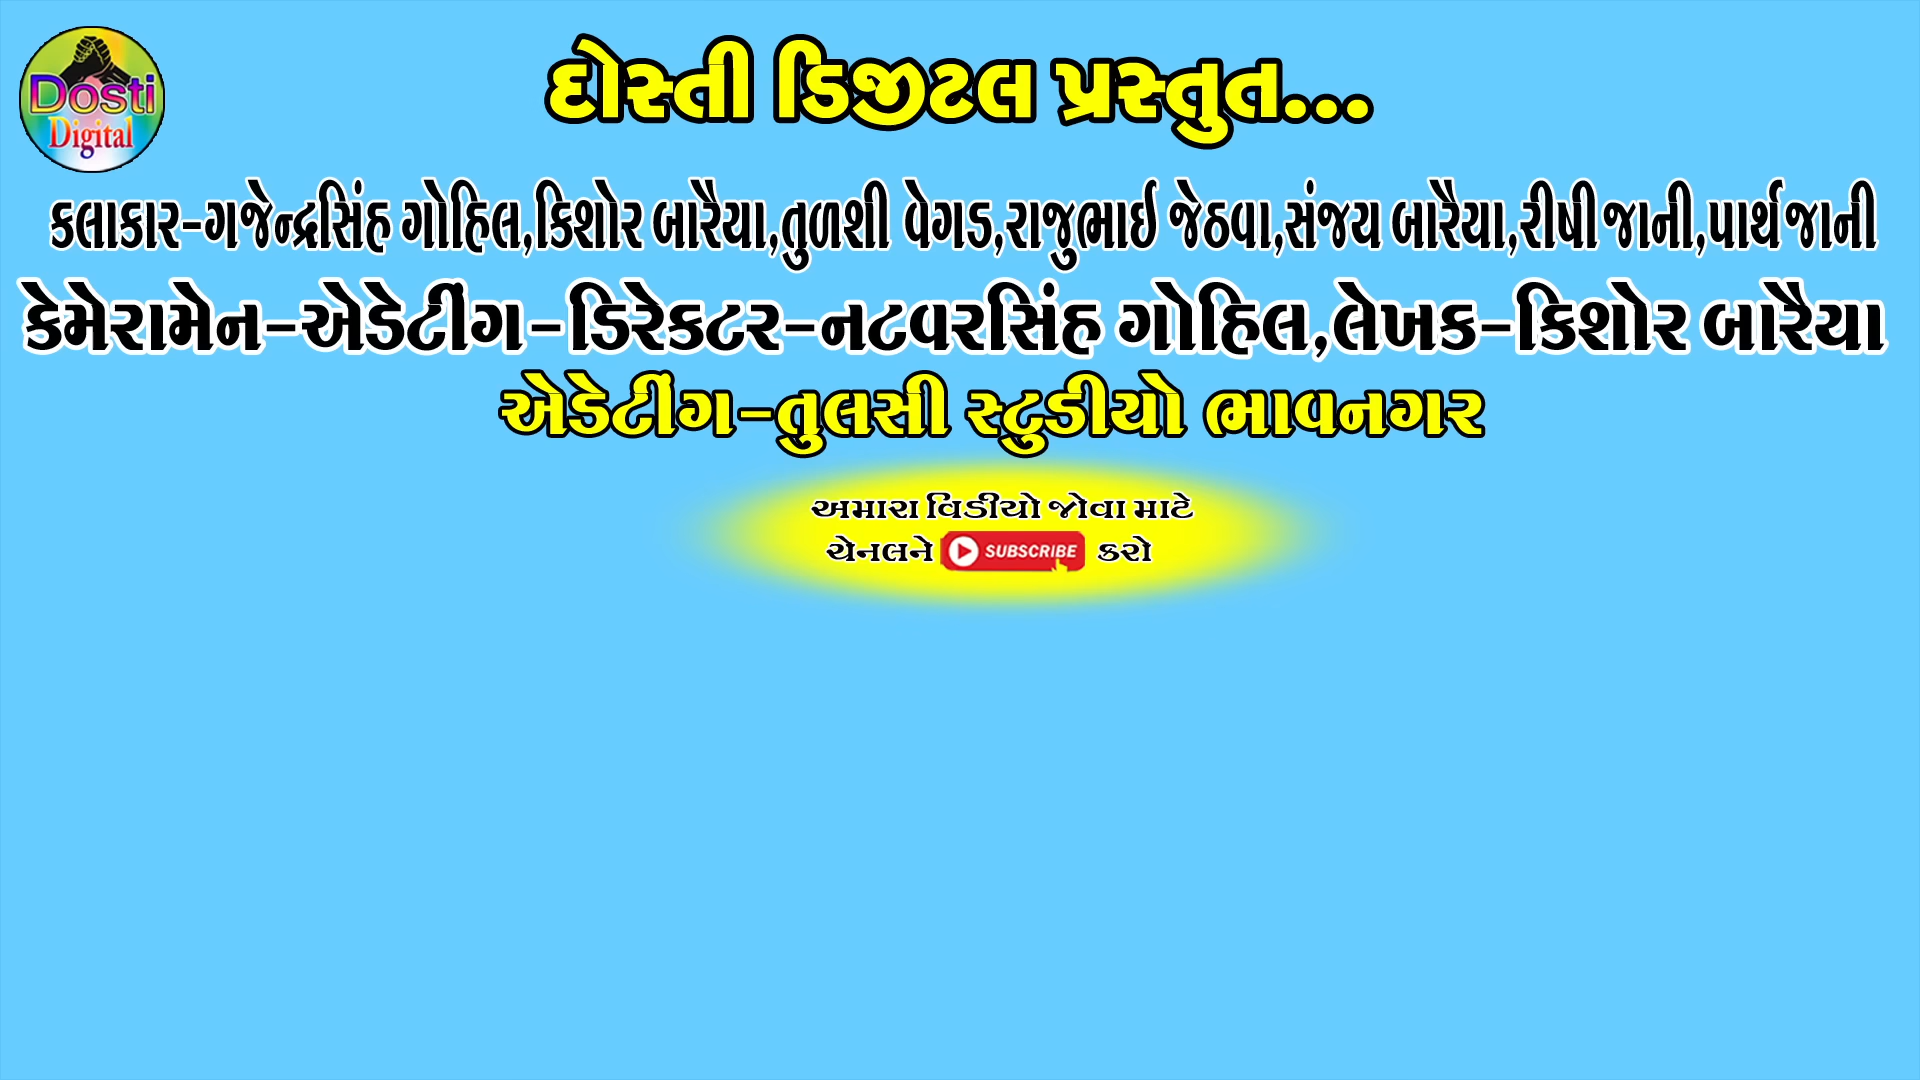 Dosti
Digital
દોસ્તી ડિજીટલ પ્રસ્તુત...
કલાકાર-ગજેન્દ્રસિંહ ગોહિલ,કિશોર બારૈયા,તુળશી વેગડ,રાજુભાઈ જેઠવા,સંજય બારૈયા,રીષી જાની,પાર્થ જાની
કેમેરામેન-એડેટીંગ-ડિરેકટર-નટવરસિંહ ગોહિલ,લેખક-કિશોર બારૈયા
એડેટીંગ-તુલસી સ્ટુડીયો ભાવનગર
અમારા વિડીયો જોવા માટે
ચેનલને SUBSCRIBE કરો